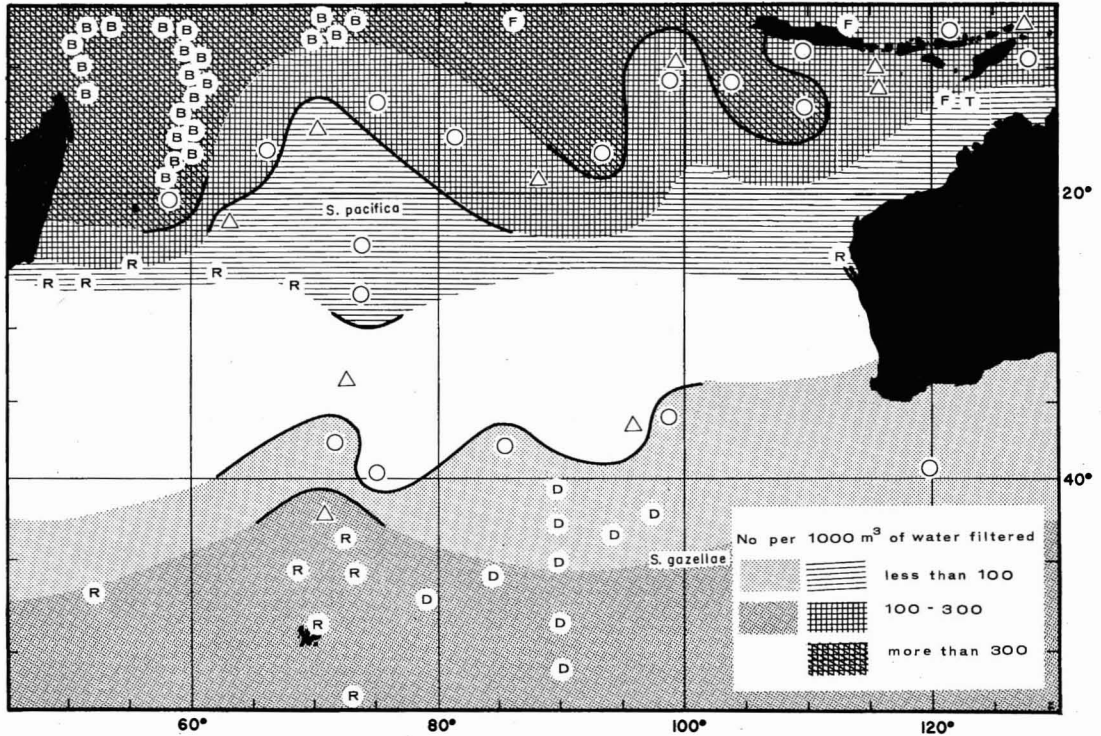 B B F F
B B B B B B
B B B
B B B
B B F T
B
B B
B B
B
20°
S. pacifica
R
R R
R R R
40°
D
D D D
R
No per 1000 m³ of water filtered
D S. gazellae
R R D less than 100
R D
100 - 300
R D
more than 300
D
R
60° 80° 100° 120°